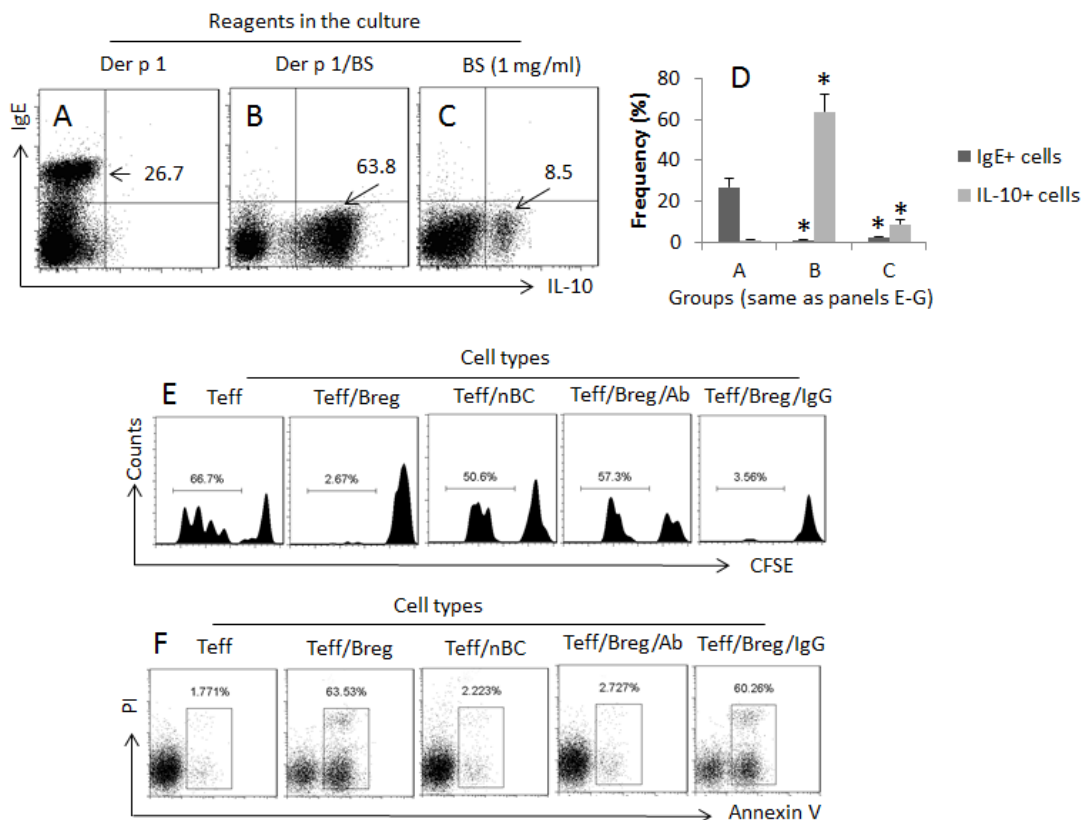 Reagents in the culture
Der p 1
Der p 1/BS
BS (1 mg/ml)
IgE
A
26.7
B
63.8
C
8.5
IL-10
D
Frequency (%)
80
60
40
20
0
*
*
*
*
A
B
C
Groups (same as panels E-G)
IgE+ cells
IL-10+ cells
Cell types
E
Teff
Teff/Breg
Teff/nBC
Teff/Breg/Ab
Teff/Breg/IgG
Counts
66.7%
2.67%
50.6%
57.3%
3.56%
CFSE
Cell types
F
Teff
Teff/Breg
Teff/nBC
Teff/Breg/Ab
Teff/Breg/IgG
PI
1.771%
63.53%
2.223%
2.727%
60.26%
Annexin V